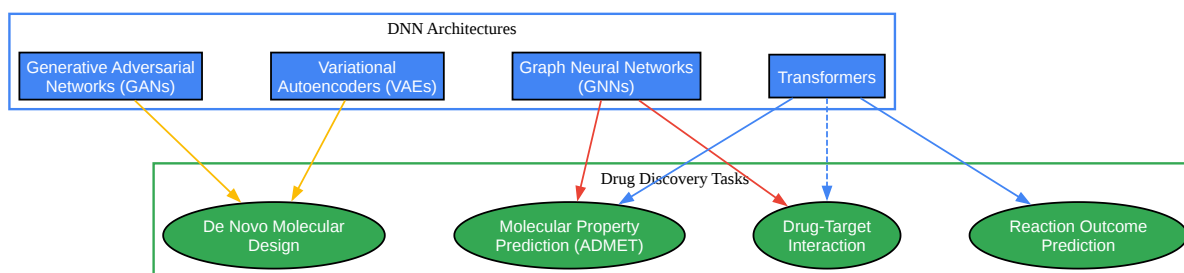 DNN Architectures
Generative Adversarial
Networks (GANs)
Variational
Autoencoders (VAEs)
Graph Neural Networks
(GNNs)
Transformers
Drug Discovery Tasks
De Novo Molecular
Design
Molecular Property
Prediction (ADMET)
Drug-Target
Interaction
Reaction Outcome
Prediction